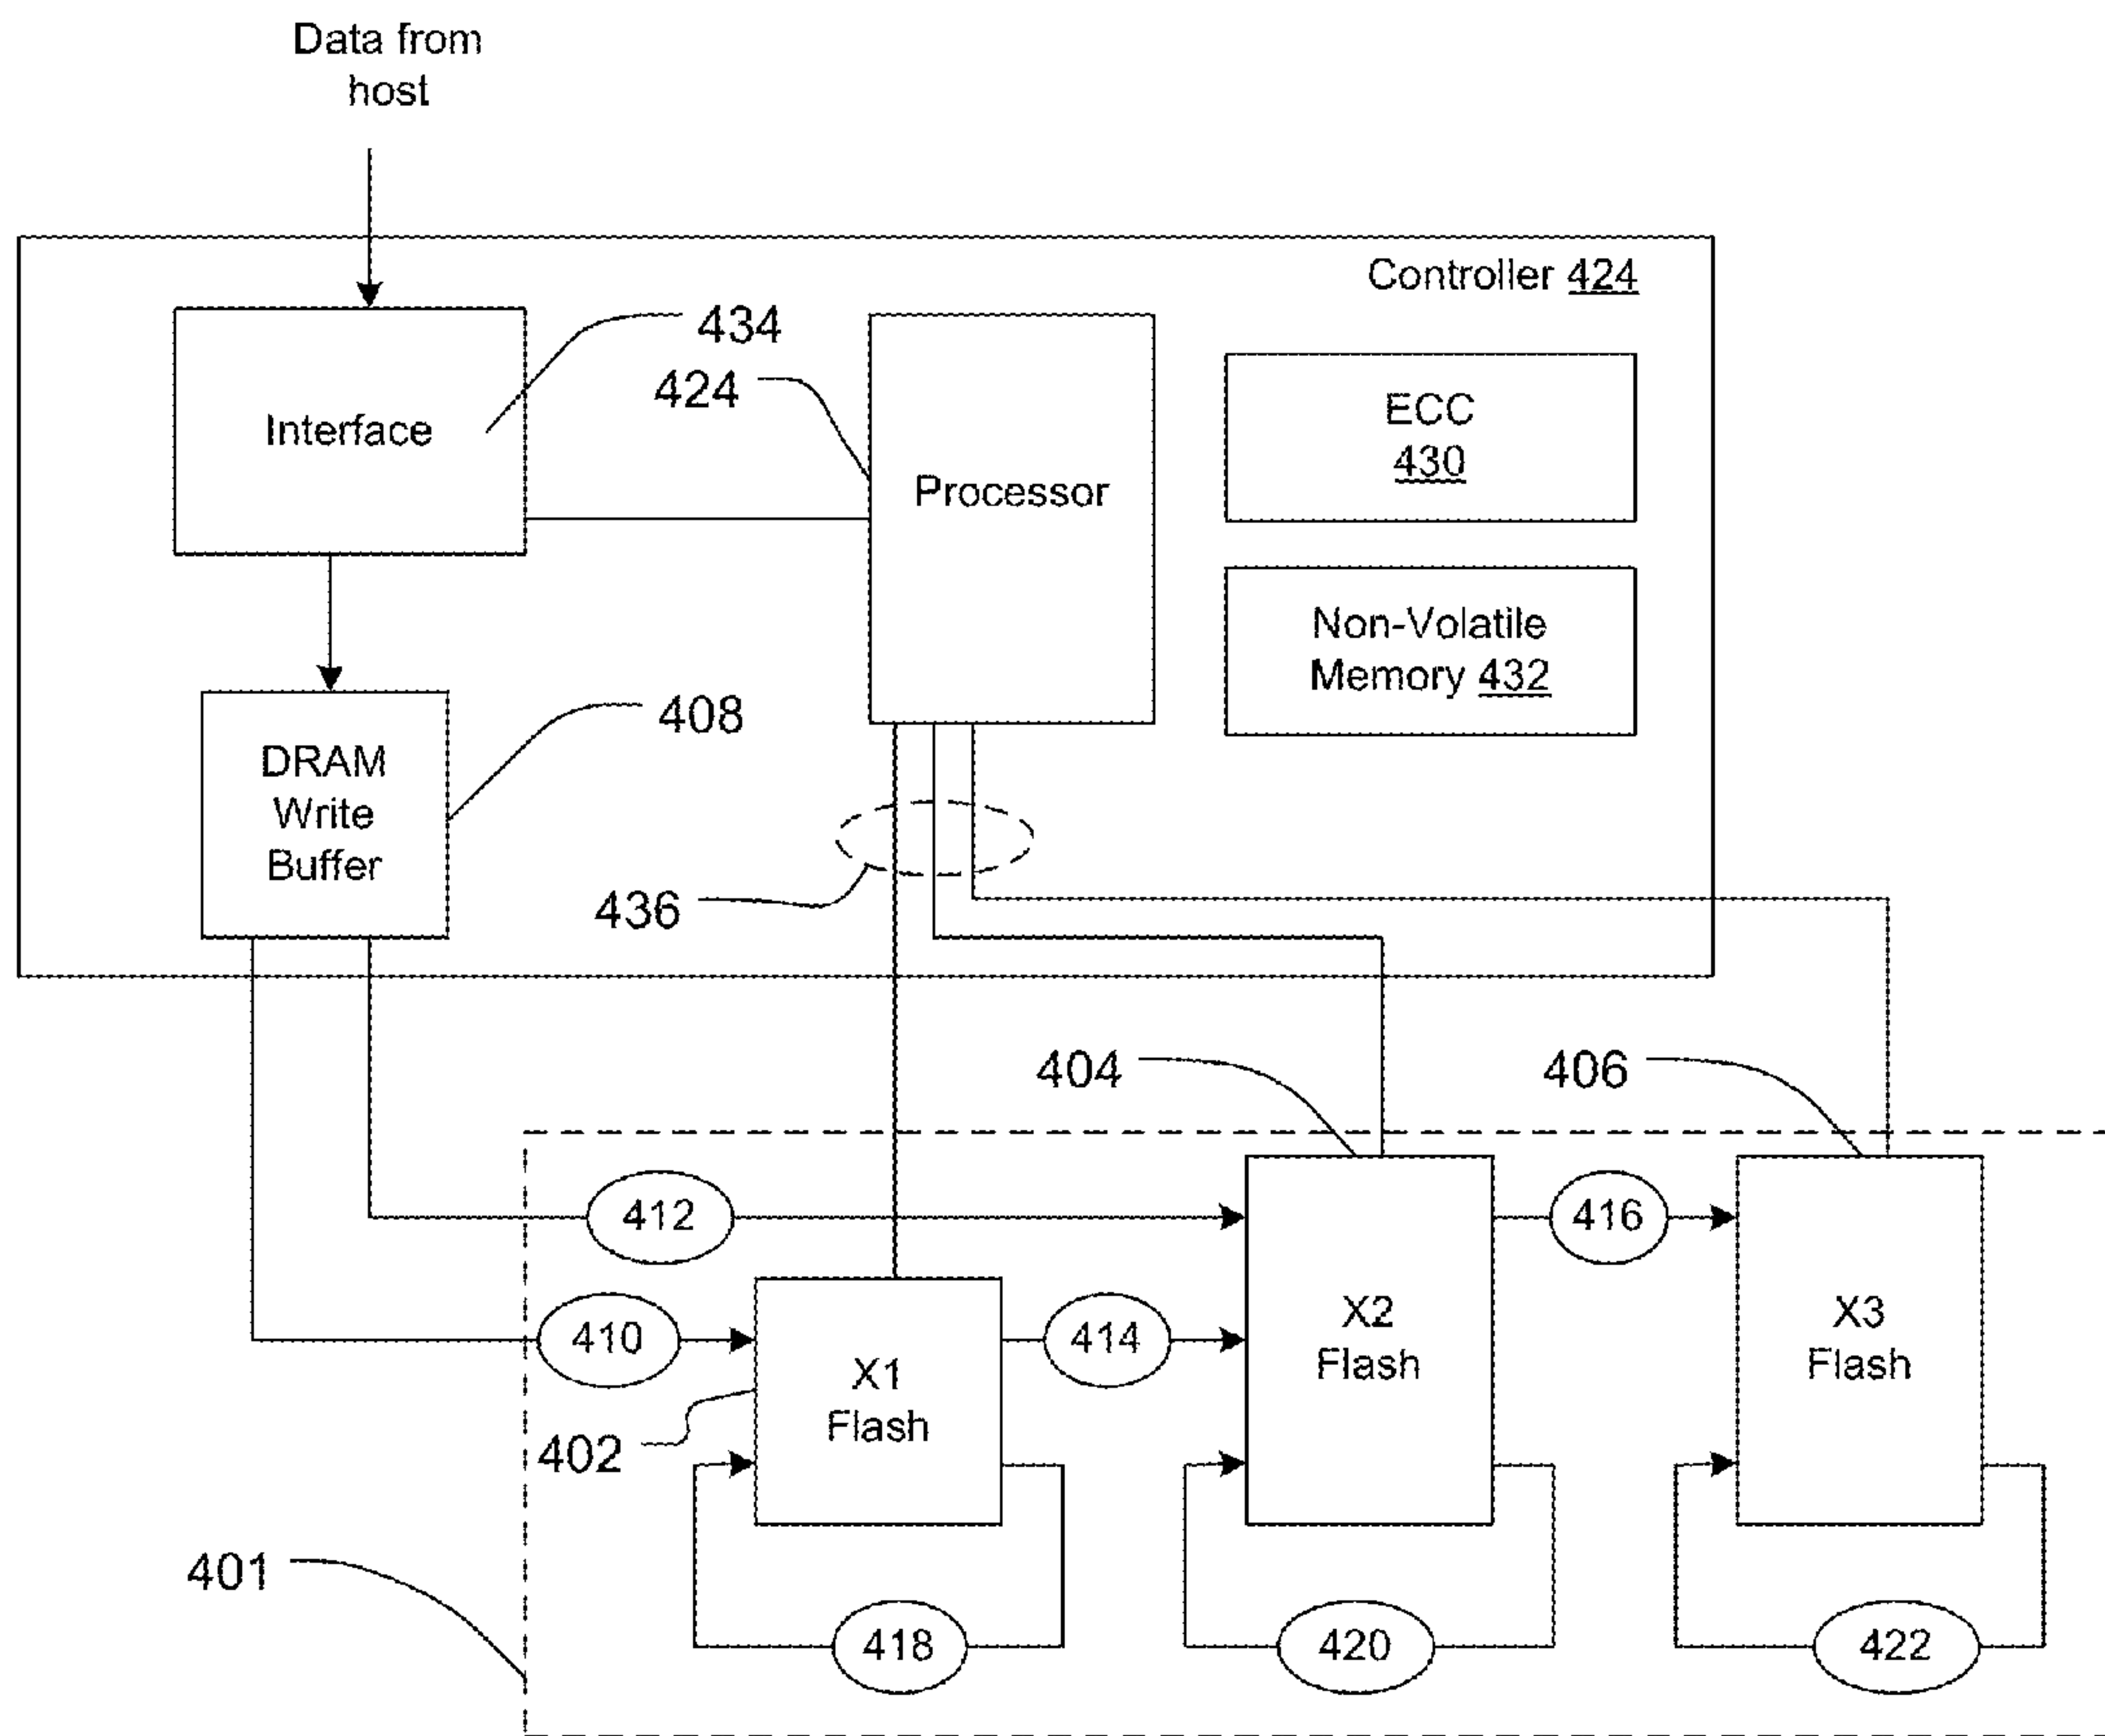 Data from
host
Controller 424
434
424
Interface
Processor
ECC
430
Non-Volatile
Memory 432
408
DRAM
Write
Buffer
436
404
406
412
416
410
414
X1
Flash
X2
Flash
X3
Flash
402
401
418
420
422